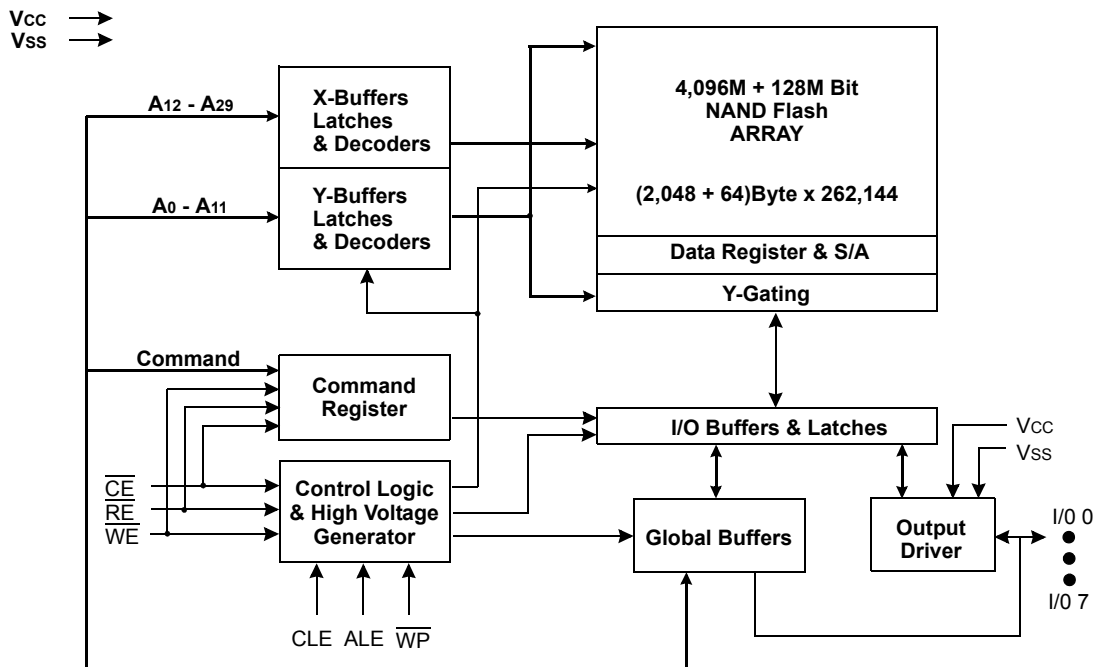 VCC
VSS
A12 - A29
X-Buffers
Latches
& Decoders
A0 - A11
Y-Buffers
Latches
& Decoders
4,096M + 128M Bit
NAND Flash
ARRAY
(2,048 + 64)Byte x 262,144
Data Register & S/A
Y-Gating
Command
Command
Register
I/O Buffers & Latches
VCC
VSS
CE
RE
WE
Control Logic
& High Voltage
Generator
Global Buffers
Output
Driver
I/0 0
I/0 7
CLE ALE WP